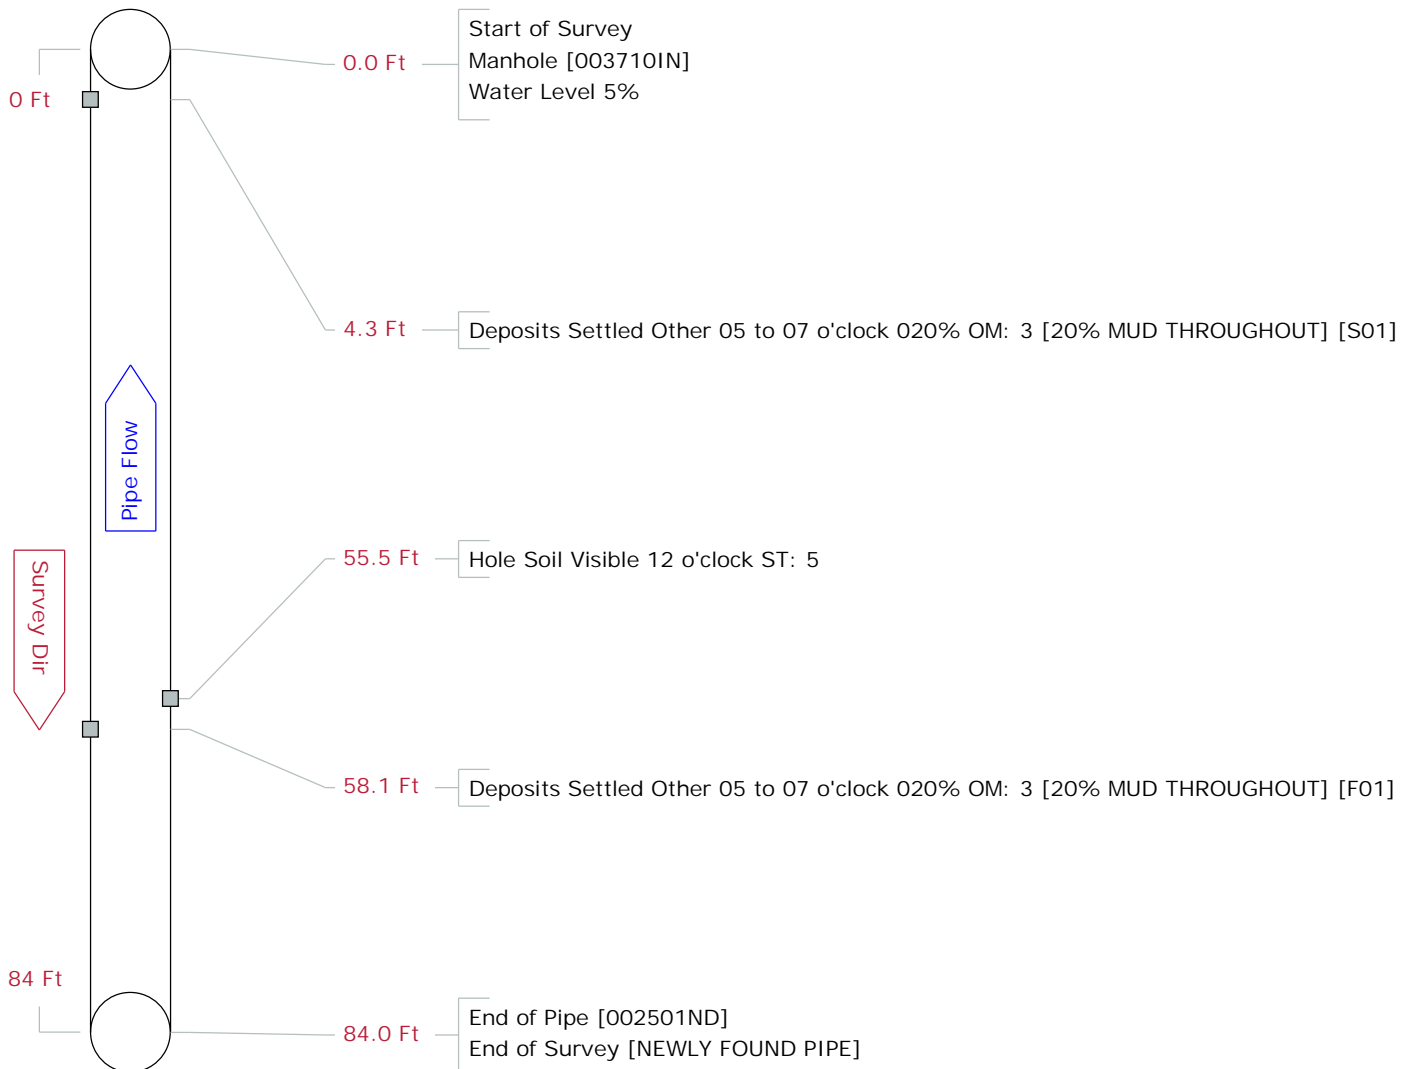 0.0 Ft
Start of Survey
Manhole [003710IN]
Water Level 5%
0 Ft
4.3 Ft
Deposits Settled Other 05 to 07 o'clock 020% OM: 3 [20% MUD THROUGHOUT] [S01]
Pipe Flow
Survey Dir
55.5 Ft
Hole Soil Visible 12 o'clock ST: 5
58.1 Ft
Deposits Settled Other 05 to 07 o'clock 020% OM: 3 [20% MUD THROUGHOUT] [F01]
84 Ft
84.0 Ft
End of Pipe [002501ND]
End of Survey [NEWLY FOUND PIPE]